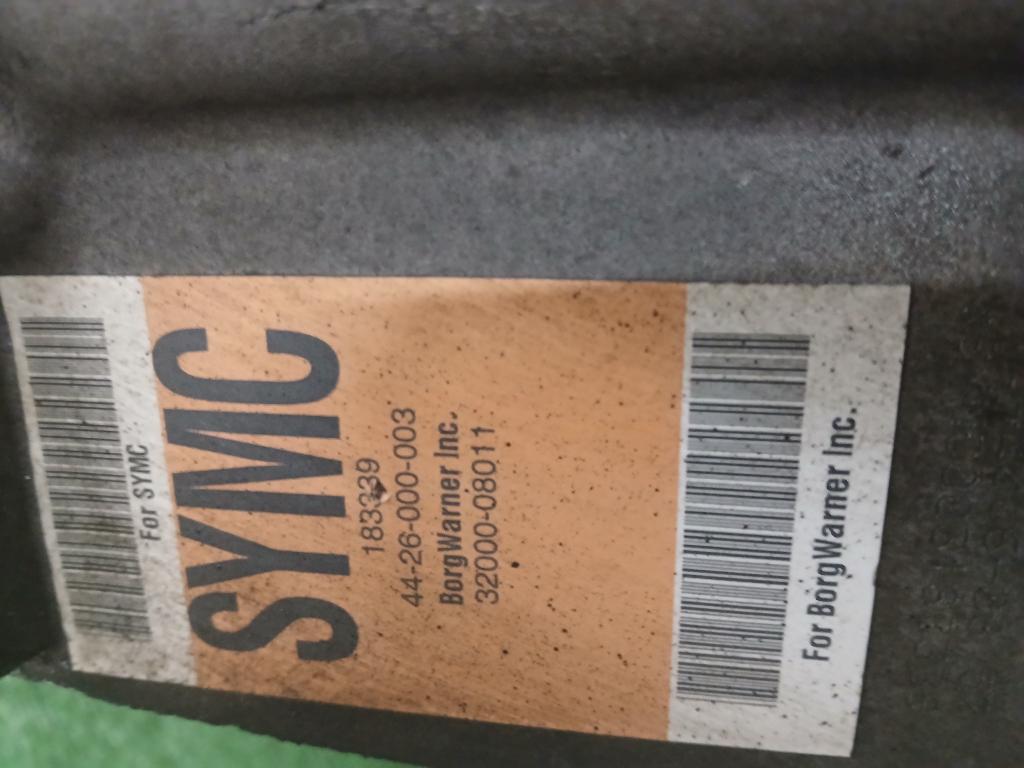 For SYMC
SYMC
183339
44-26-000-003
BorgWarner Inc.
32000-08011
For BorgWarner Inc.